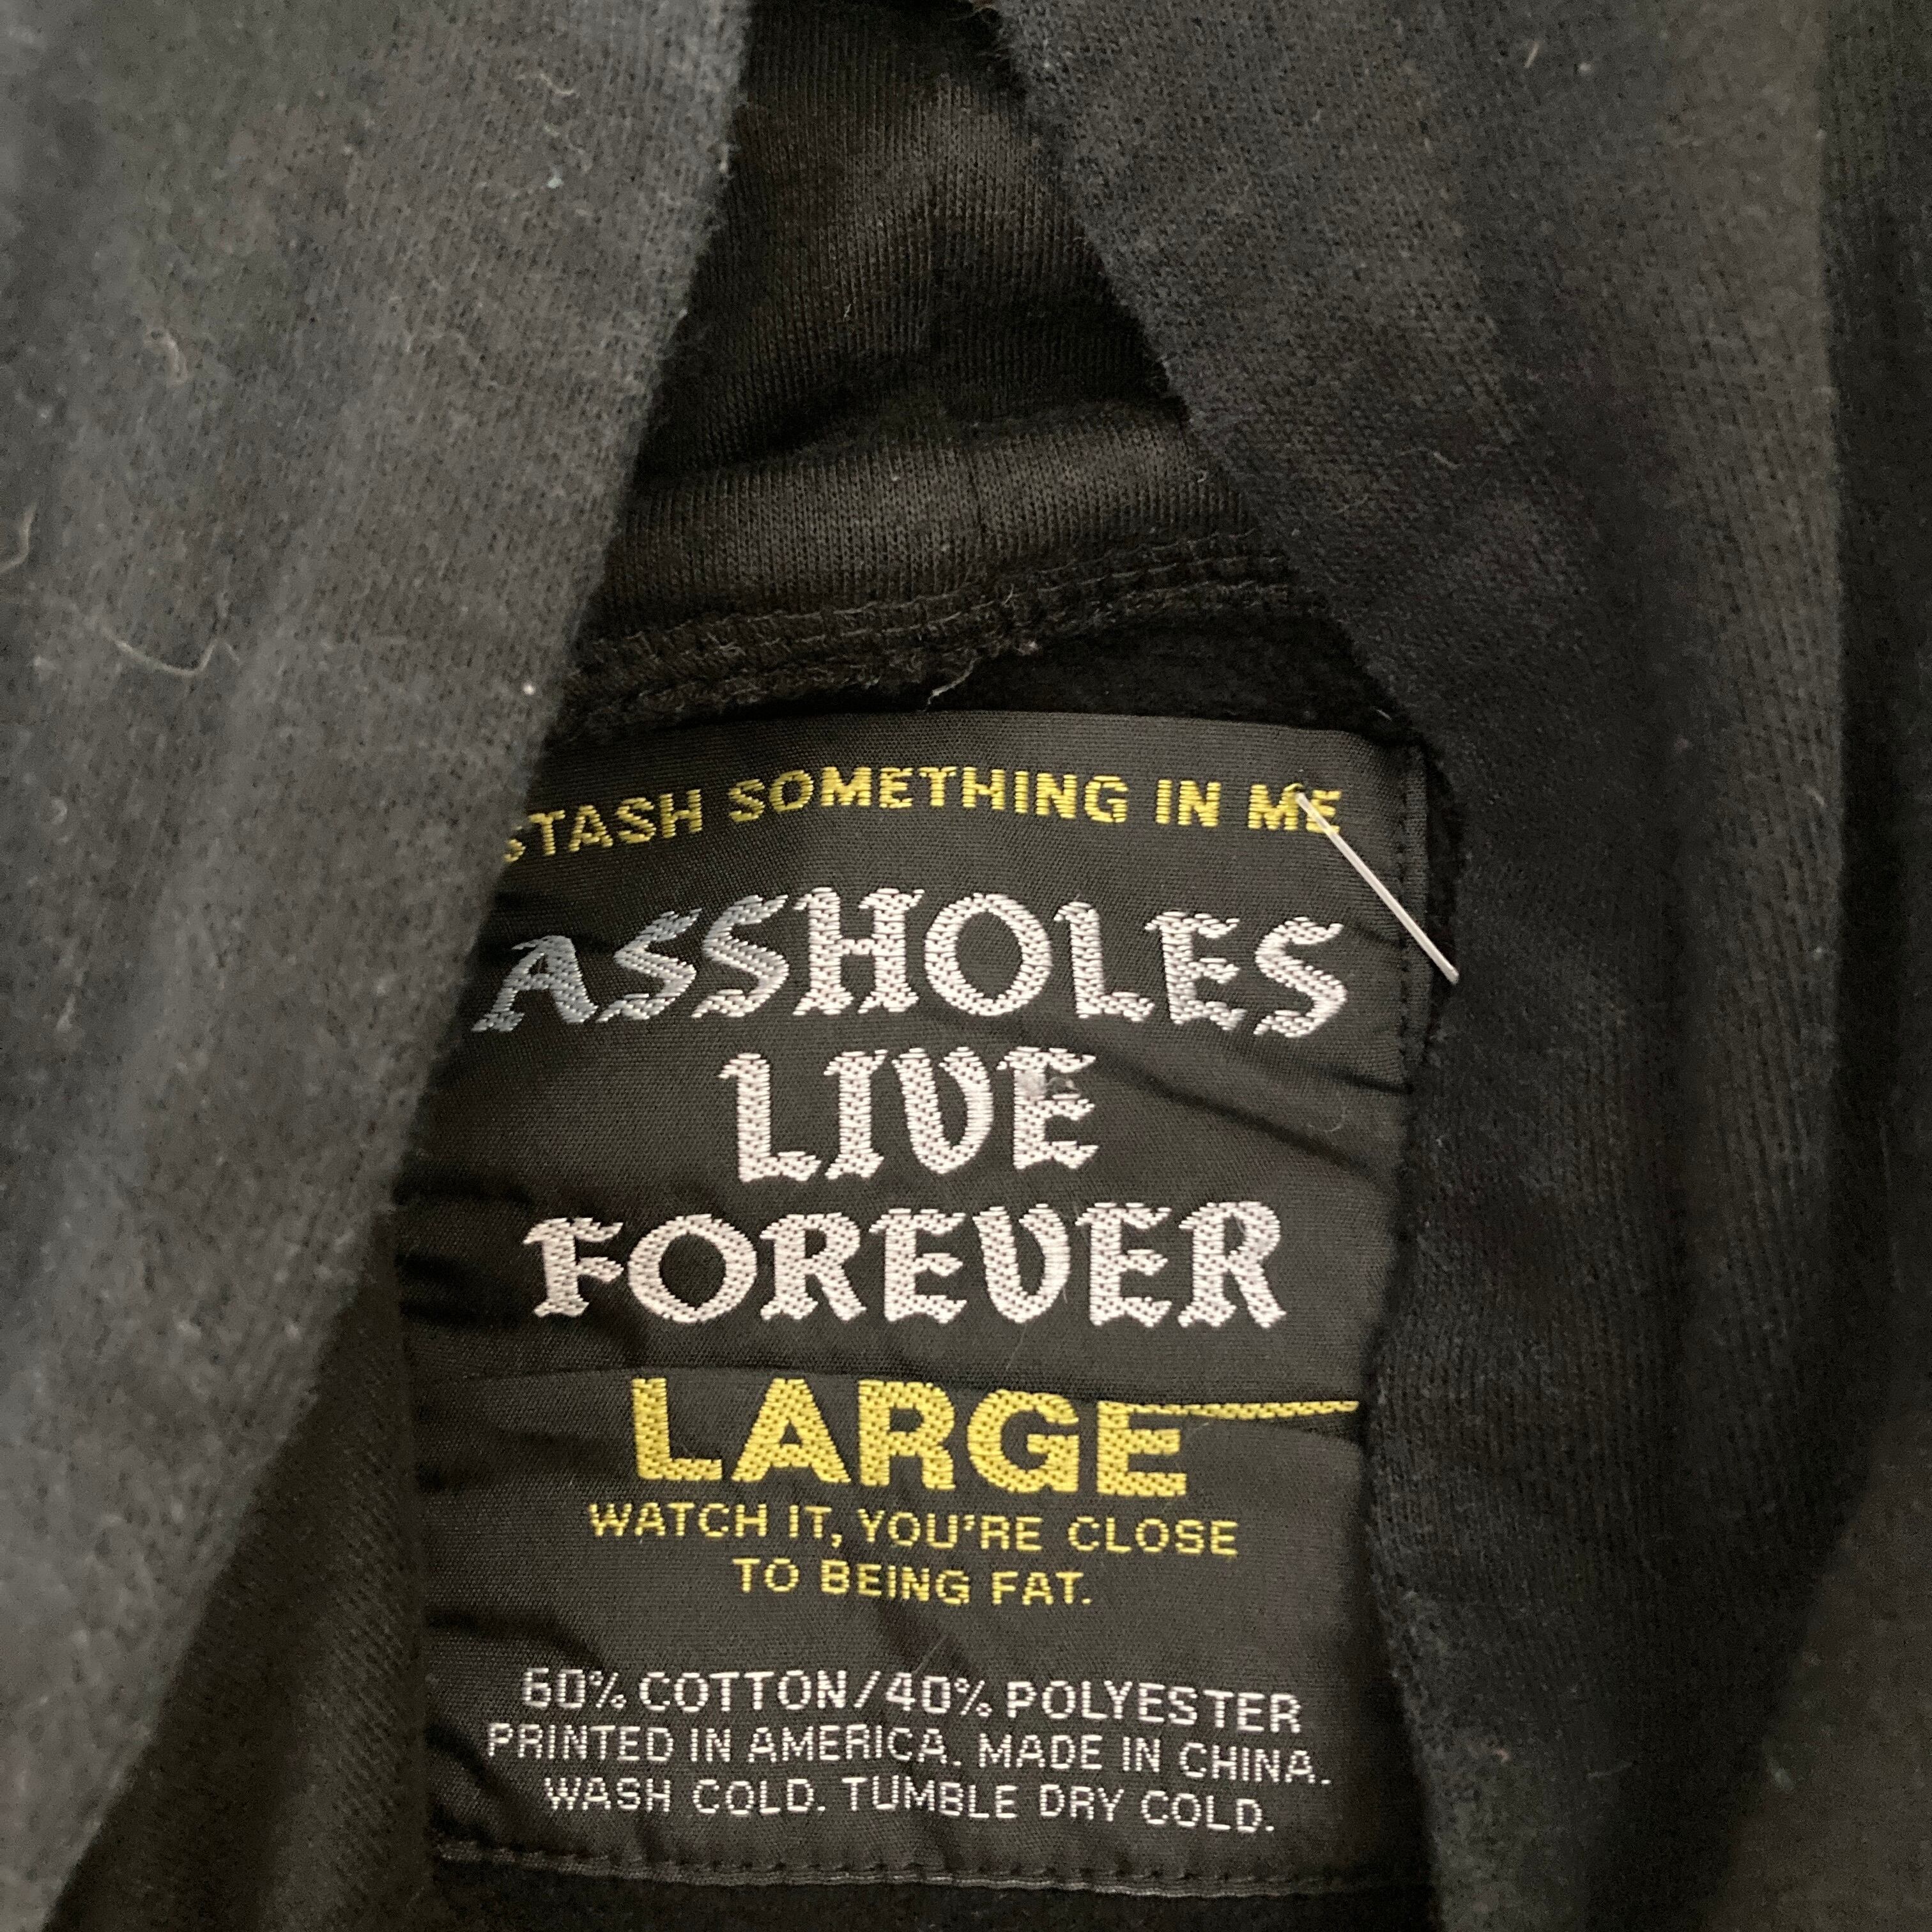 STASH SOMETHING IN ME
ASSHOLES
LIVE
FOREVER
LARGE
WATCH IT, YOU'RE CLOSE
TO BEING FAT.
60% COTTON/40% POLYESTER
PRINTED IN AMERICA. MADE IN CHINA.
WASH COLD. TUMBLE DRY COLD.